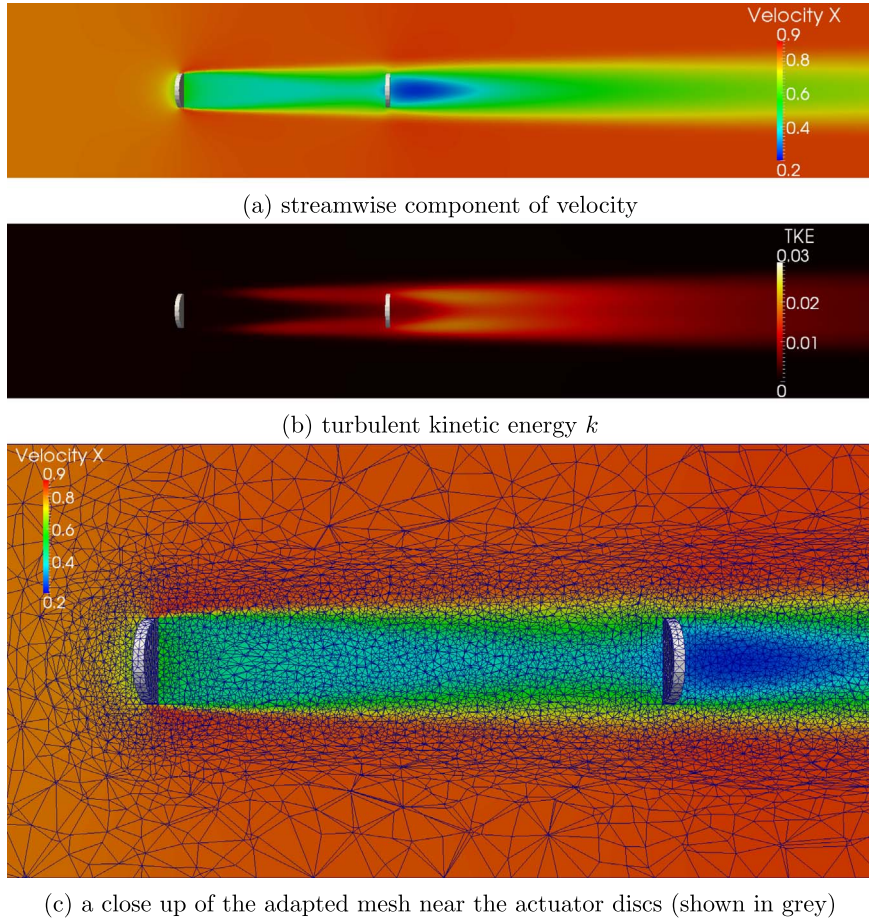 Velocity X
0.9
0.8
0.6
0.4
0.2
(a) streamwise component of velocity
TKE
0.03
0.02
0.01
0
(b) turbulent kinetic energy k
Velocity X
0.9
0.8
0.6
0.4
0.2
(c) a close up of the adapted mesh near the actuator discs (shown in grey)